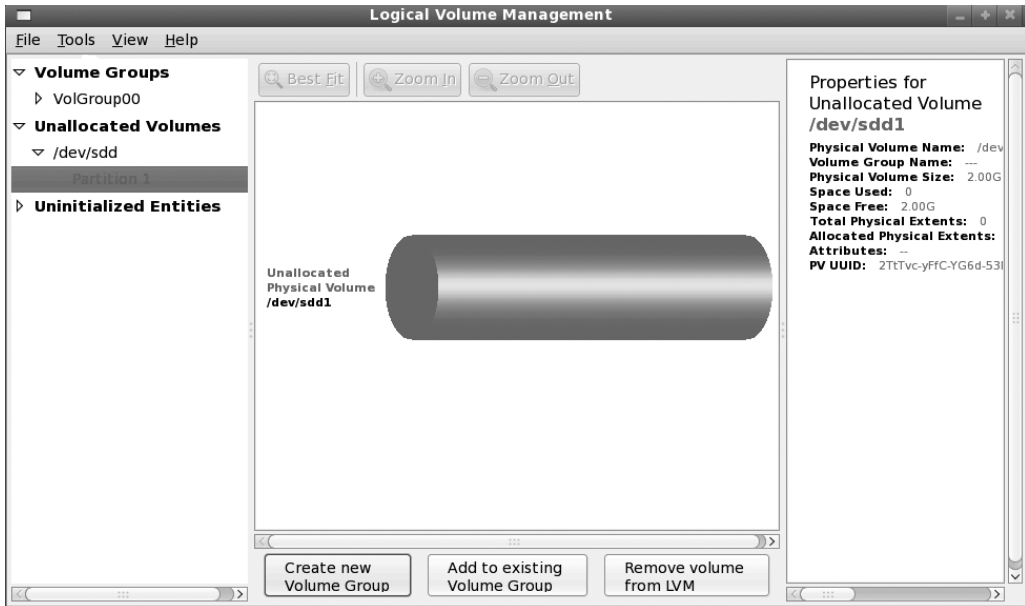 Logical Volume Management
File Tools View Help
Volume Groups
VolGroup00
Unallocated Volumes
/dev/sdd
Partition 1
Uninitialized Entities
Best Fit
Zoom In
Zoom Out
Unallocated
Physical Volume
/dev/sdd1
Create new
Volume Group
Add to existing
Volume Group
Remove volume
from LVM
Properties for
Unallocated Volume
/dev/sdd1
Physical Volume Name: /dev
Volume Group Name: ---
Physical Volume Size: 2.00G
Space Used: 0
Space Free: 2.00G
Total Physical Extents: 0
Allocated Physical Extents:
Attributes: --
PV UUID: 2TtTvc-yFfC-YG6d-53